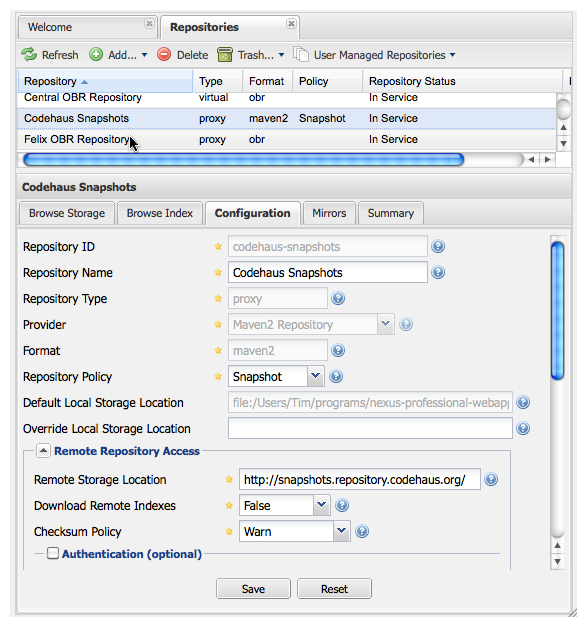 Welcome Repositories
Refresh Add... Delete Trash... User Managed Repositories
Repository Type Format Policy Repository Status
Central OBR Repository virtual obr In Service
Codehaus Snapshots proxy maven2 Snapshot In Service
Felix OBR Repository proxy obr In Service
Codehaus Snapshots
Browse Storage Browse Index Configuration Mirrors Summary
Repository ID codehaus-snapshots
Repository Name Codehaus Snapshots
Repository Type proxy
Provider Maven2 Repository
Format maven2
Repository Policy Snapshot
Default Local Storage Location file:/Users/Tim/programs/nexus-professional-webapp
Override Local Storage Location
Remote Repository Access
Remote Storage Location http://snapshots.repository.codehaus.org/
Download Remote Indexes False
Checksum Policy Warn
Authentication (optional)
Save Reset